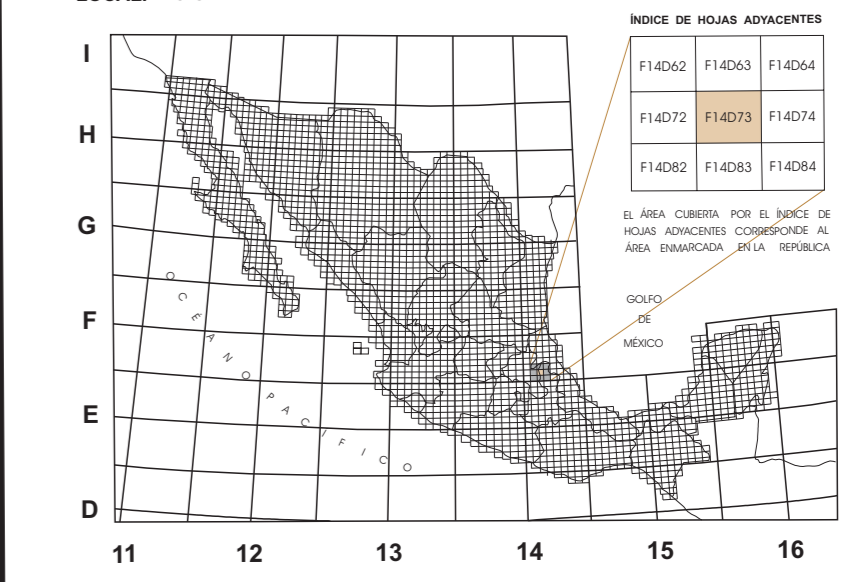 ÍNDICE DE HOJAS ADYACENTES
F14D62 F14D63 F14D64
F14D72 F14D73 F14D74
F14D82 F14D83 F14D84
EL ÁREA CUBIERTA POR EL ÍNDICE DE
HOJAS ADYACENTES CORRESPONDE AL
ÁREA ENMARCADA EN LA REPÚBLICA
I
H
G
F
E
D
GOLFO
DE
MÉXICO
OCÉANO PACIFICO
11 12 13 14 15 16